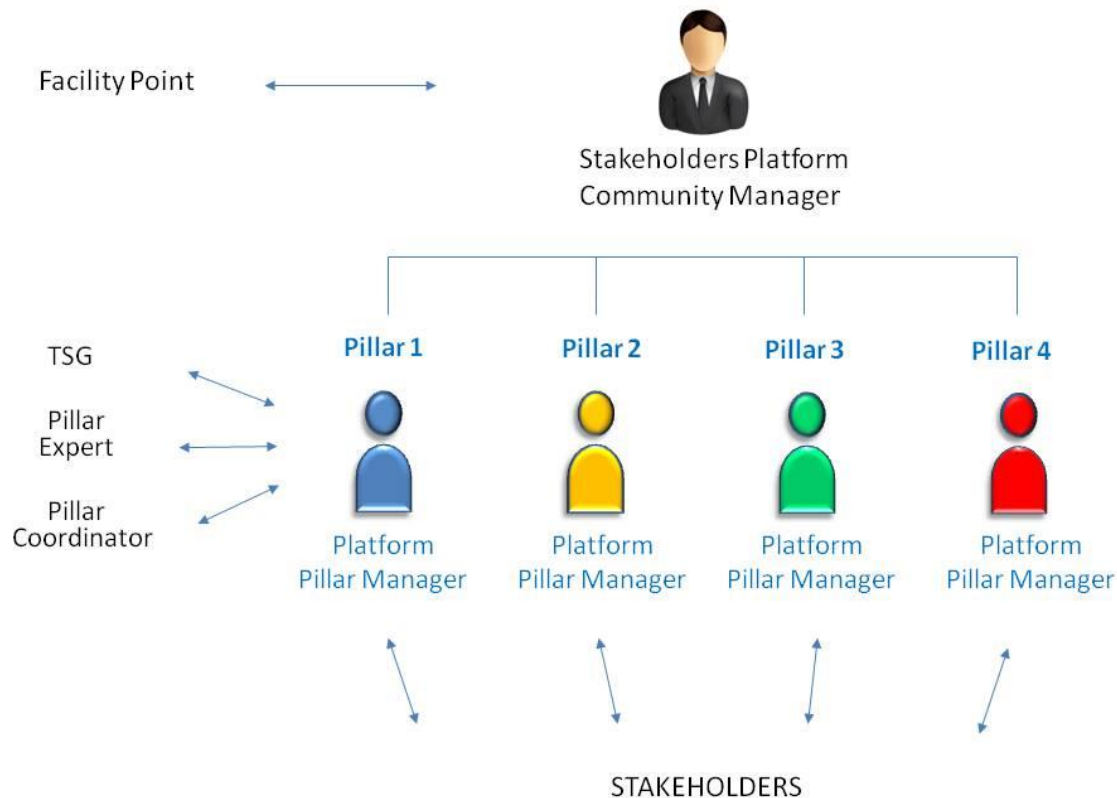 Facility Point
Stakeholders Platform
Community Manager
Pillar 1
Pillar 2
Pillar 3
Pillar 4
TSG
Pillar
Expert
Pillar
Coordinator
Platform
Pillar Manager
Platform
Pillar Manager
Platform
Pillar Manager
Platform
Pillar Manager
STAKEHOLDERS